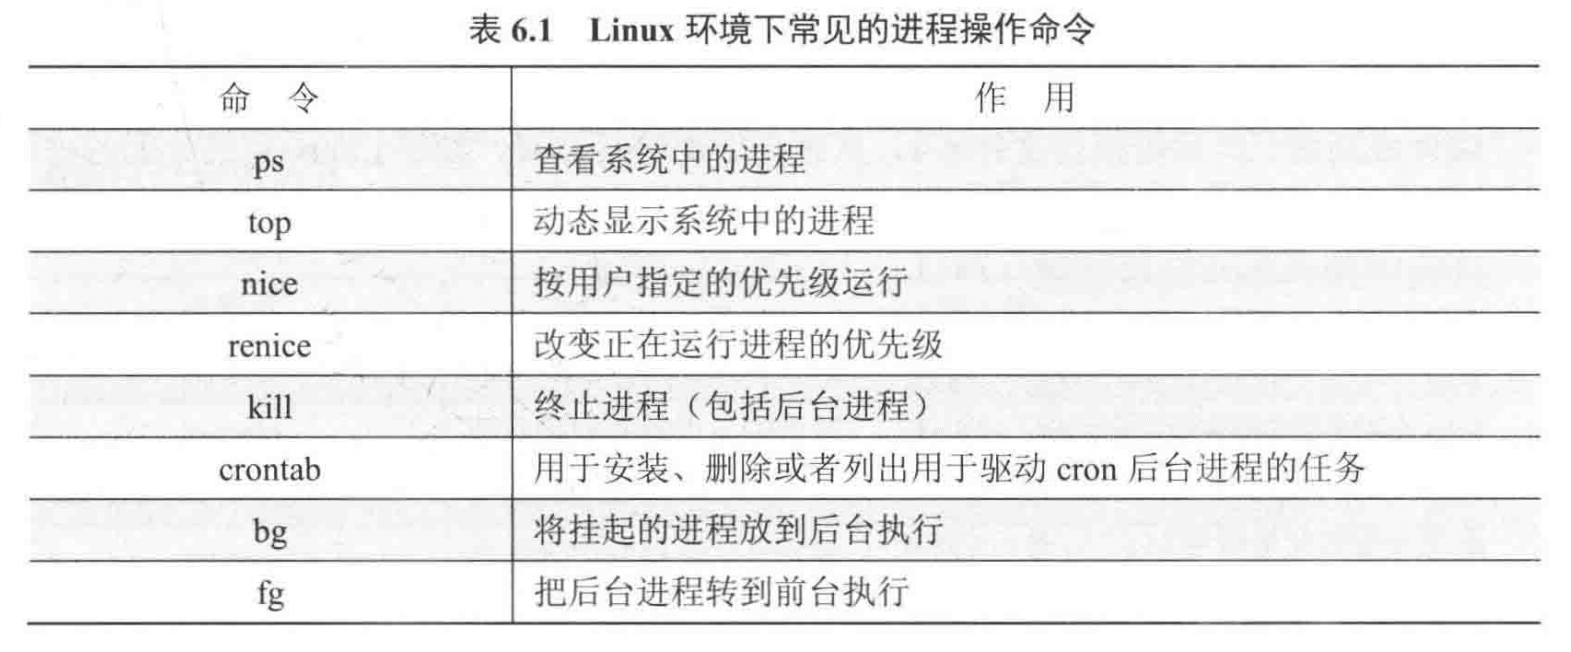 表 6.1 Linux 环境下常见的进程操作命令
命 令 作 用
ps 查看系统中的进程
top 动态显示系统中的进程
nice 按用户指定的优先级运行
renice 改变正在运行进程的优先级
kill 终止进程（包括后台进程）
crontab 用于安装、删除或者列出用于驱动 cron 后台进程的任务
bg 将挂起的进程放到后台执行
fg 把后台进程转到前台执行